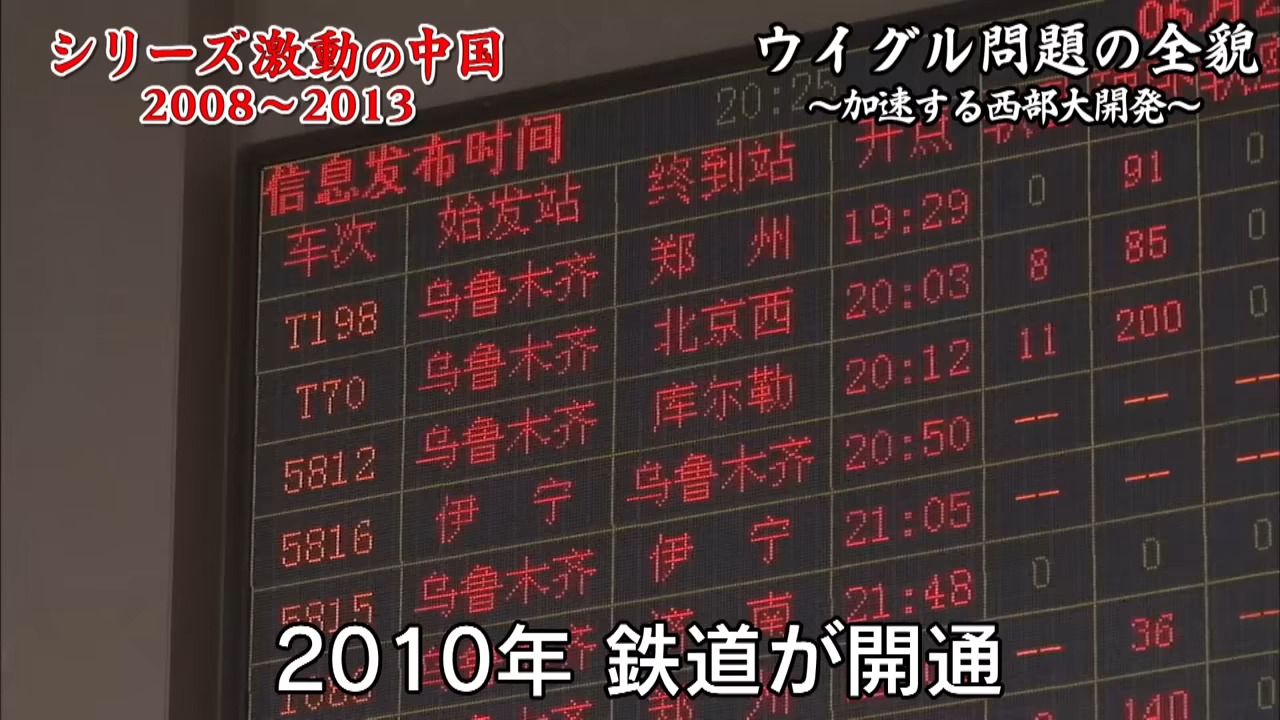 シリーズ激動の中国
2008～2013
ウイグル問題の全貌
～加速する西部大開発～
20:25
信息发布时间
车次 始发站 终到站 开点
T198 乌鲁木齐 郑州 19:29 0 91 0
T70 乌鲁木齐 北京西 20:03 8 85 0
5812 乌鲁木齐 库尔勒 20:12 11 200 0
5816 伊宁 乌鲁木齐 20:50 -- -- --
5815 乌鲁木齐 伊宁 21:05 -- -- --
济南 21:48 0 0 0
-- 36 --
140
2010年 鉄道が開通